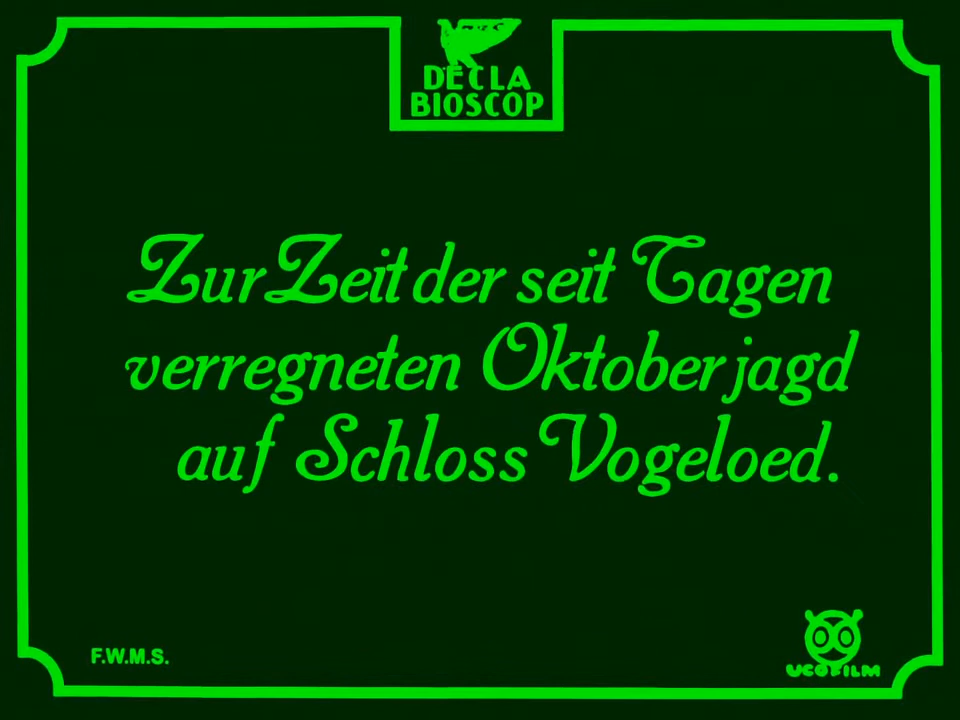 DECLA
BIOSCOP
Zur Zeit der seit Tagen
verregneten Oktoberjagd
auf Schloss Vogeloed.
F.W.M.S.
UCOFILM